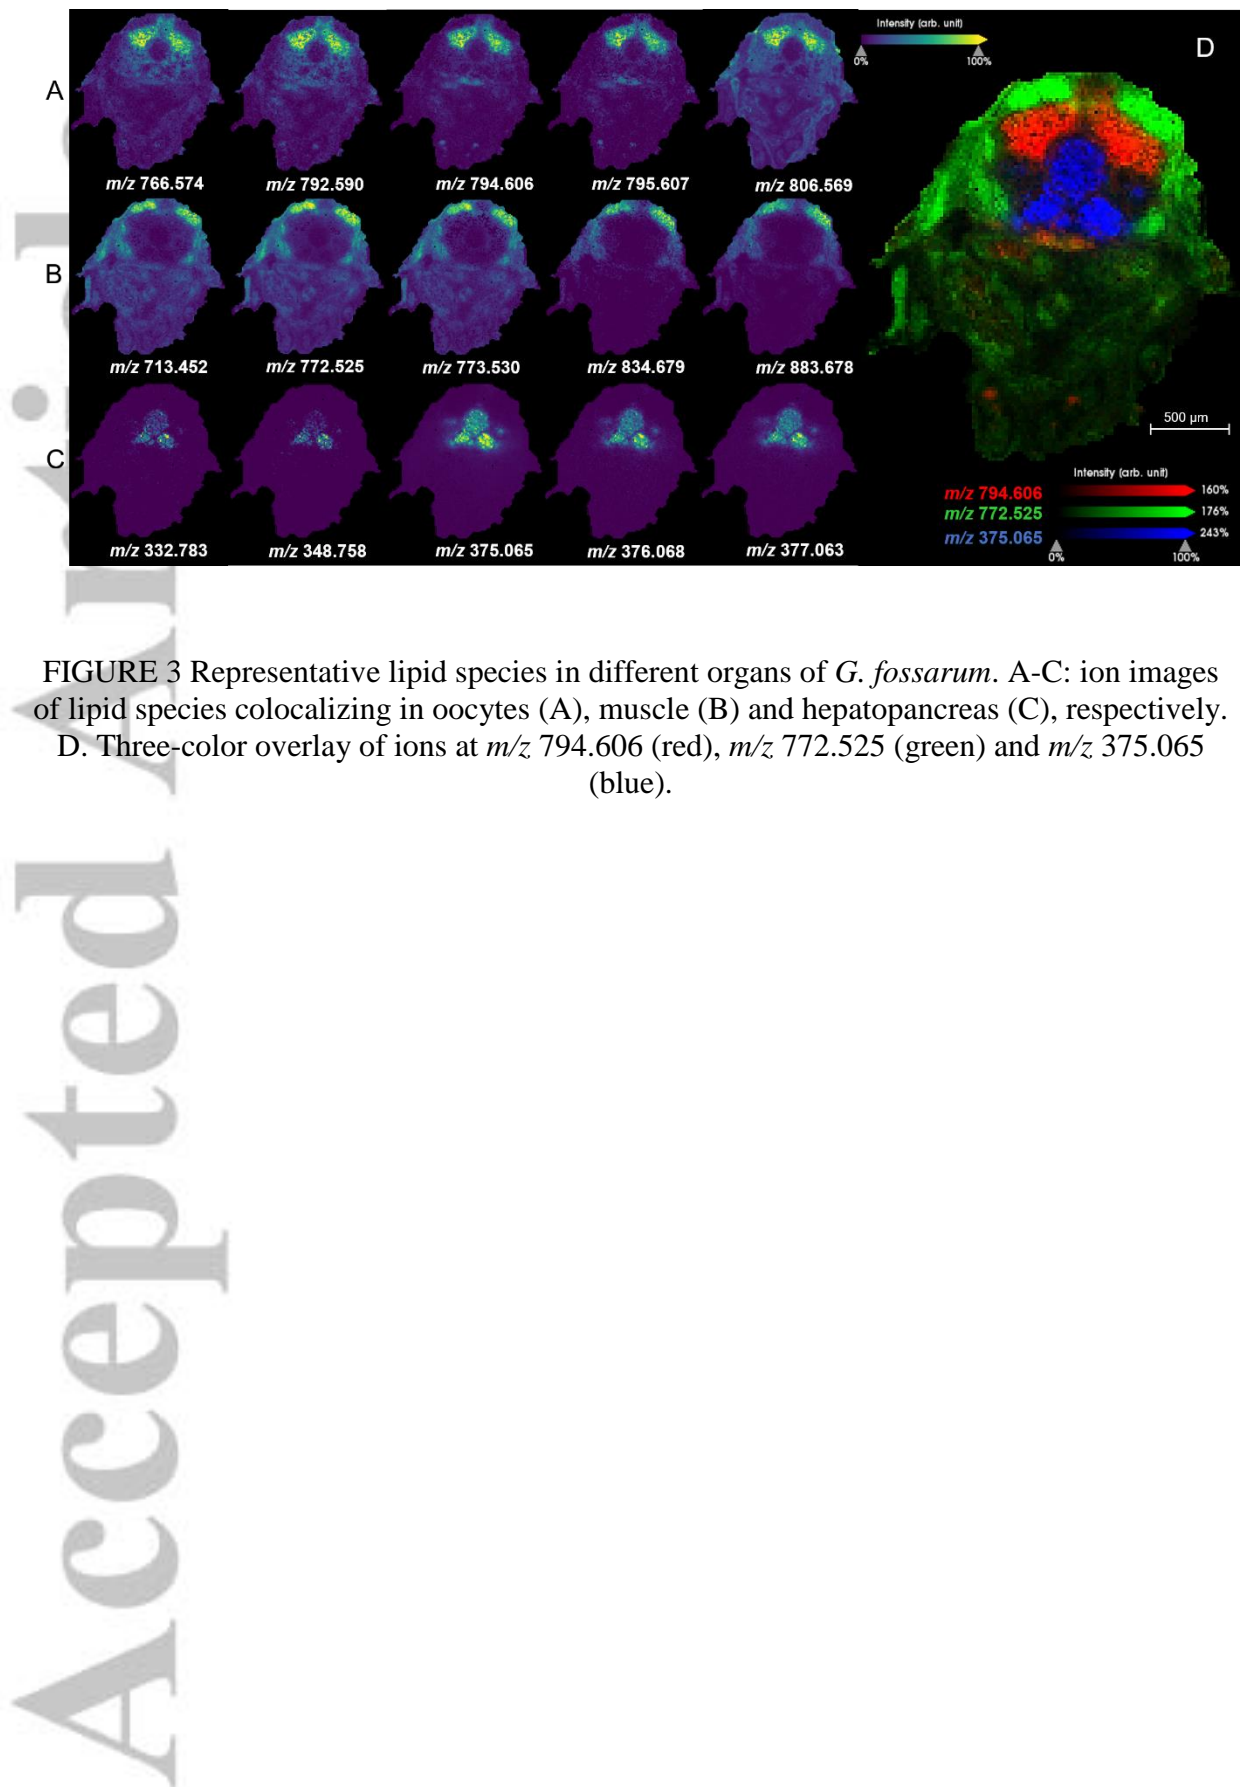 Intensity (arb. unit)
0% 100%
D
A
m/z 766.574 m/z 792.590 m/z 794.606 m/z 795.607 m/z 806.569
B
m/z 713.452 m/z 772.525 m/z 773.530 m/z 834.679 m/z 883.678
500 µm
C
m/z 332.783 m/z 348.758 m/z 375.065 m/z 376.068 m/z 377.063
Intensity (arb. unit)
m/z 794.606 160%
m/z 772.525 176%
m/z 375.065 243%
0% 100%
FIGURE 3 Representative lipid species in different organs of G. fossarum. A-C: ion images
of lipid species colocalizing in oocytes (A), muscle (B) and hepatopancreas (C), respectively.
D. Three-color overlay of ions at m/z 794.606 (red), m/z 772.525 (green) and m/z 375.065
(blue).
Accepted Article